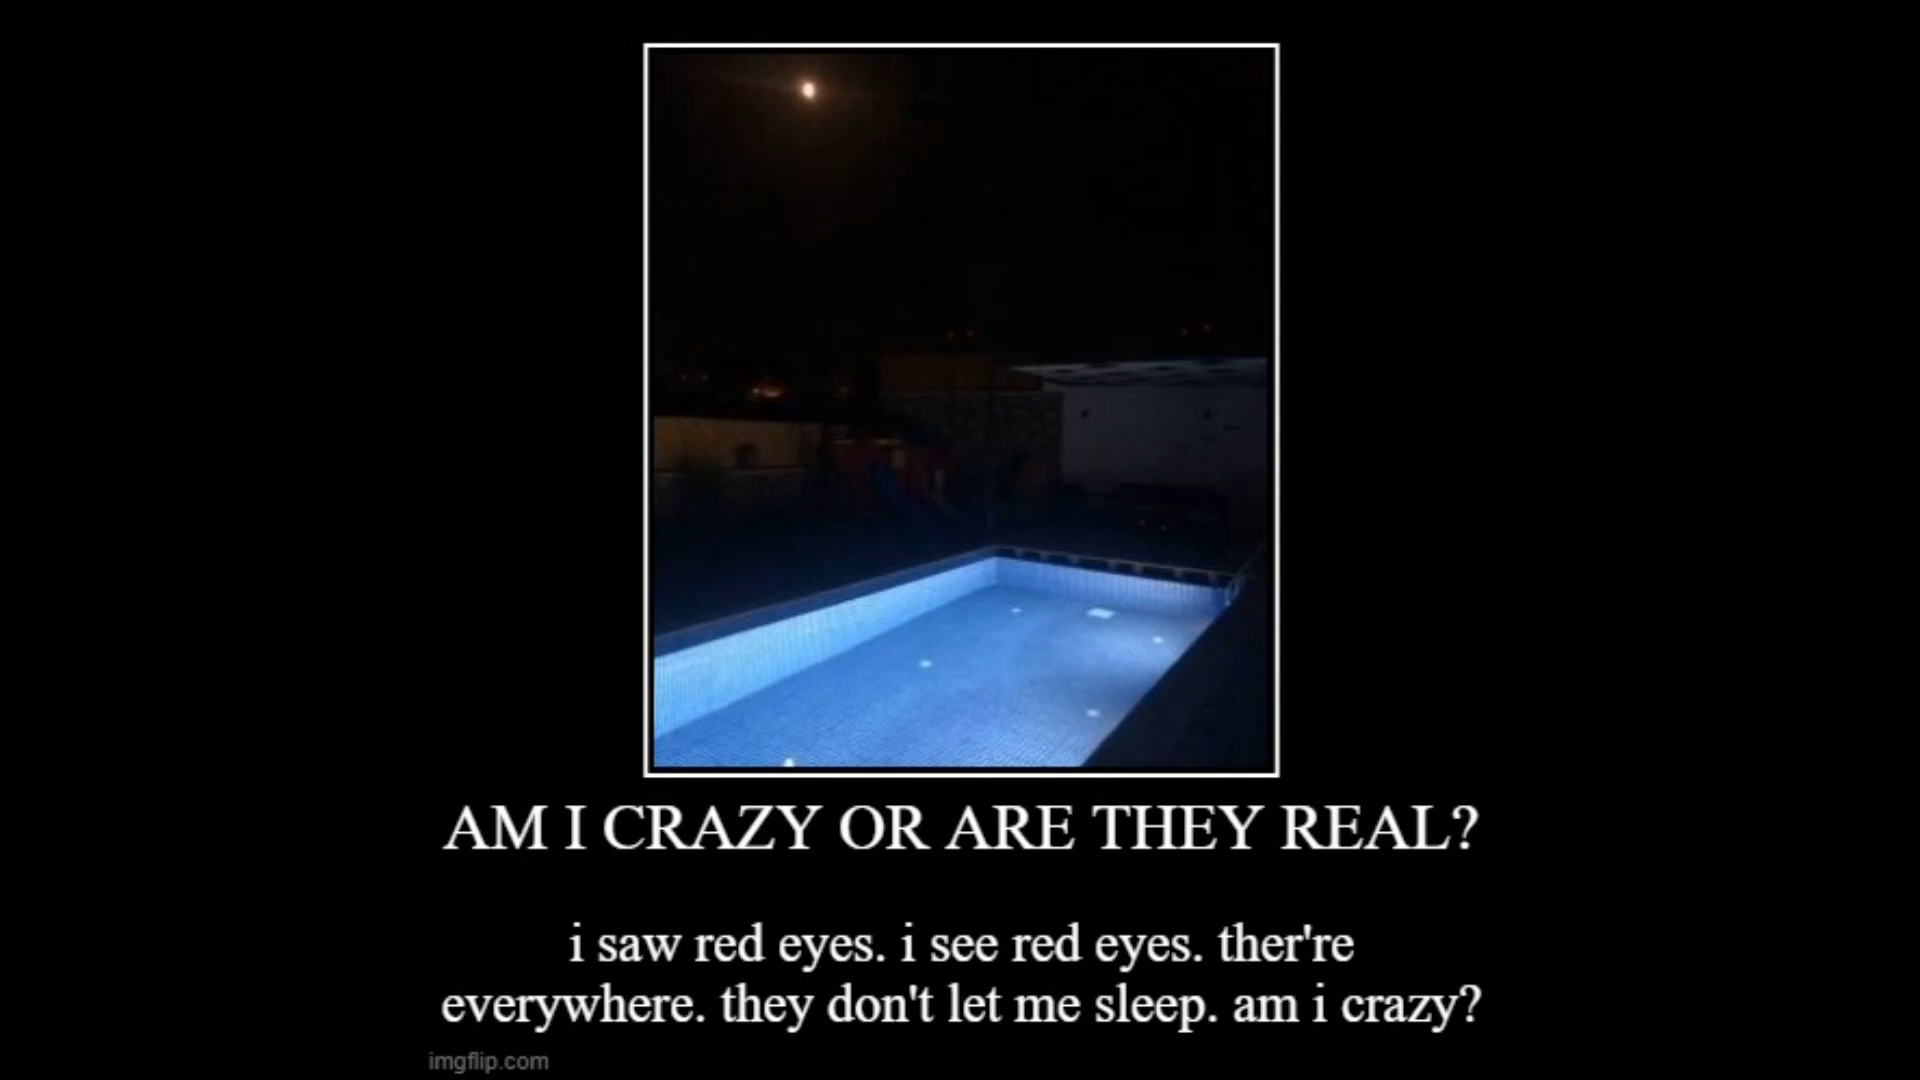 AM I CRAZY OR ARE THEY REAL?
i saw red eyes. i see red eyes. ther're
everywhere. they don't let me sleep. am i crazy?
imgflip.com